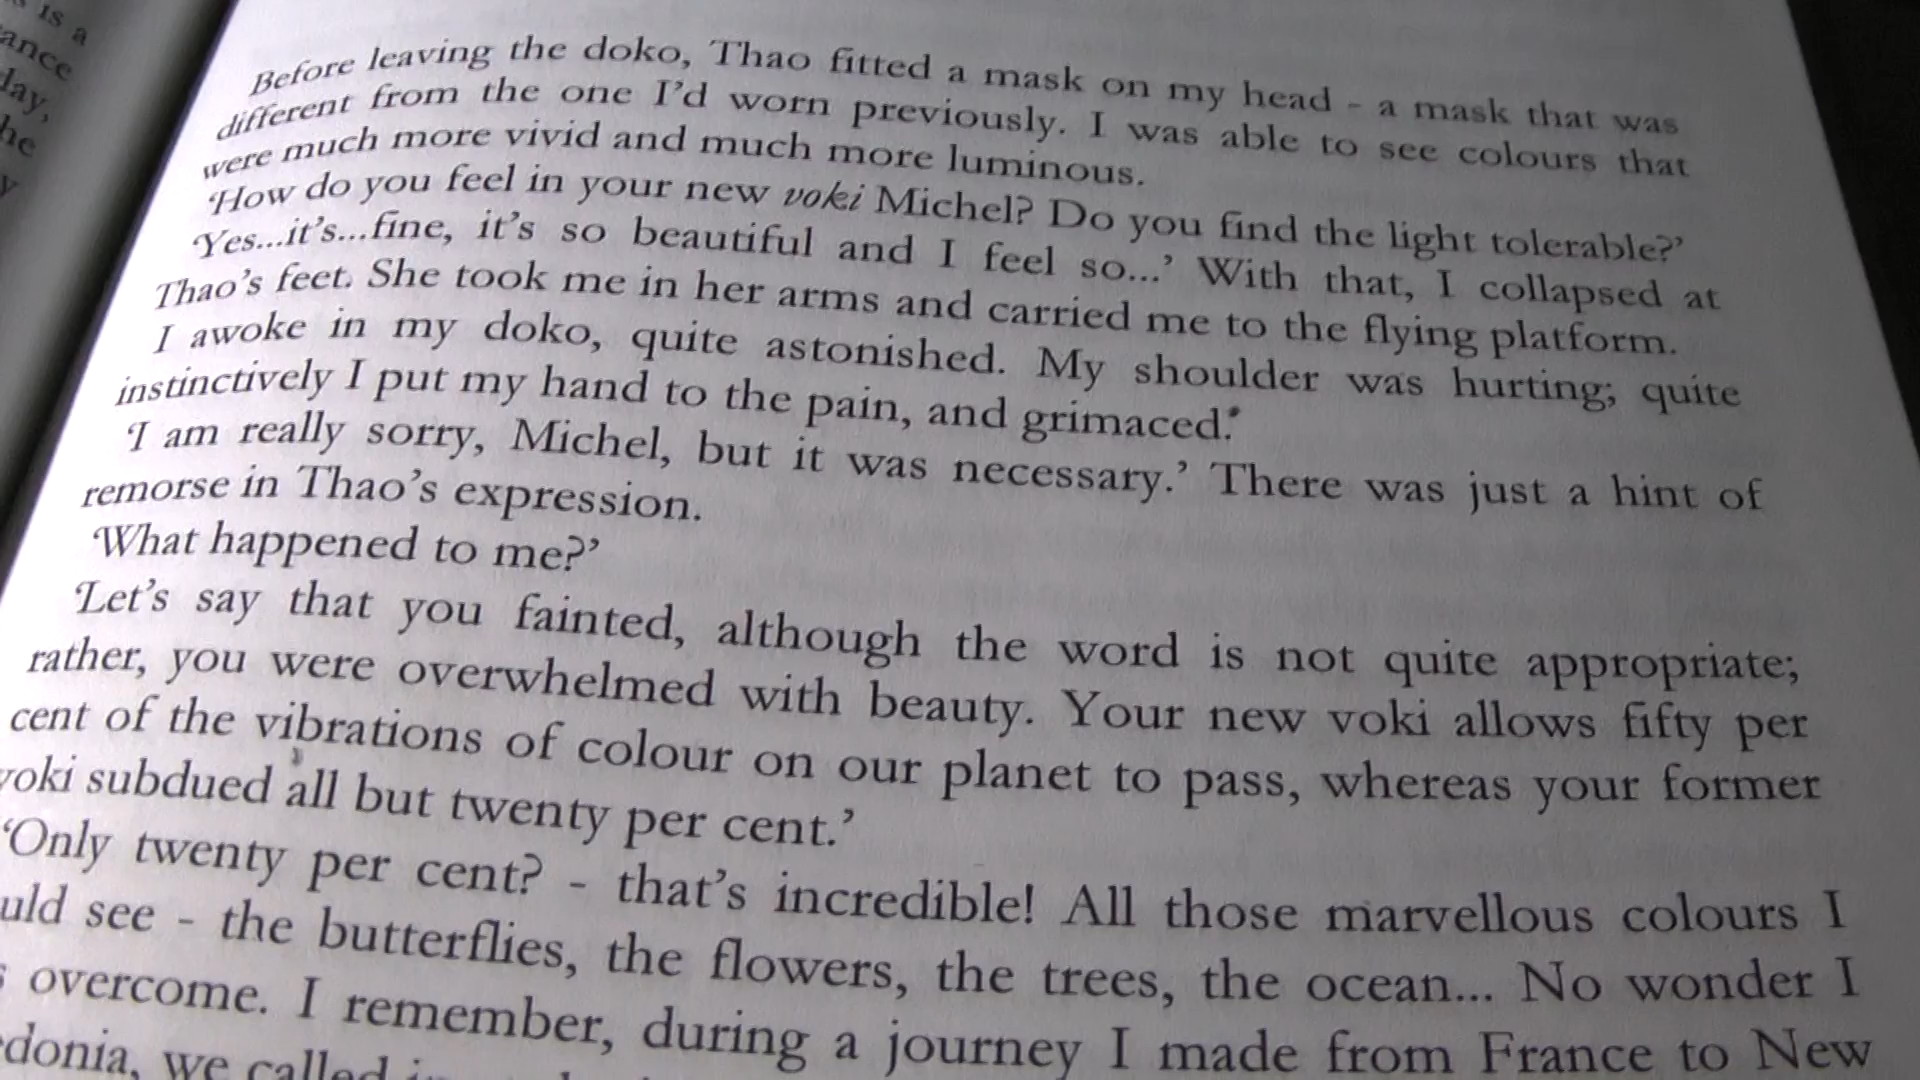 is a
ance
lay,
he
y
Before leaving the doko, Thao fitted a mask on my head - a mask that was
different from the one I'd worn previously. I was able to see colours that
were much more vivid and much more luminous.
'How do you feel in your new voki Michel? Do you find the light tolerable?'
'Yes...it's...fine, it's so beautiful and I feel so...' With that, I collapsed at
Thao's feet. She took me in her arms and carried me to the flying platform.
I awoke in my doko, quite astonished. My shoulder was hurting; quite
instinctively I put my hand to the pain, and grimaced.
'I am really sorry, Michel, but it was necessary.' There was just a hint of
remorse in Thao's expression.
'What happened to me?'
'Let's say that you fainted, although the word is not quite appropriate;
rather, you were overwhelmed with beauty. Your new voki allows fifty per
cent of the vibrations of colour on our planet to pass, whereas your former
voki subdued all but twenty per cent.'
'Only twenty per cent? - that's incredible! All those marvellous colours I
uld see - the butterflies, the flowers, the trees, the ocean... No wonder I
s overcome. I remember, during a journey I made from France to New
donia, we called